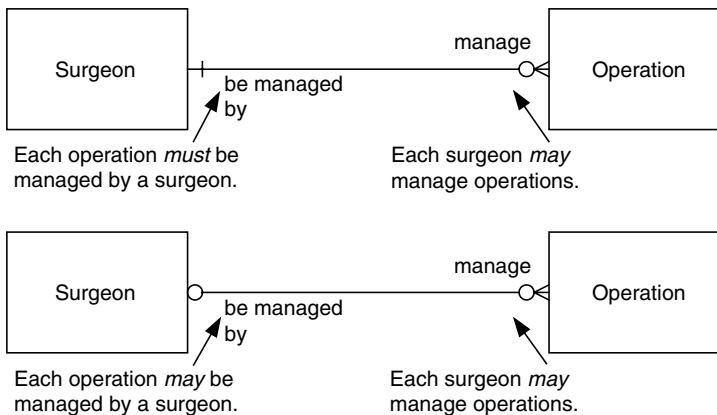 manage
Surgeon
Operation
be managed
by
Each operation must be
managed by a surgeon.
Each surgeon may
manage operations.
manage
Surgeon
Operation
be managed
by
Each operation may be
managed by a surgeon.
Each surgeon may
manage operations.